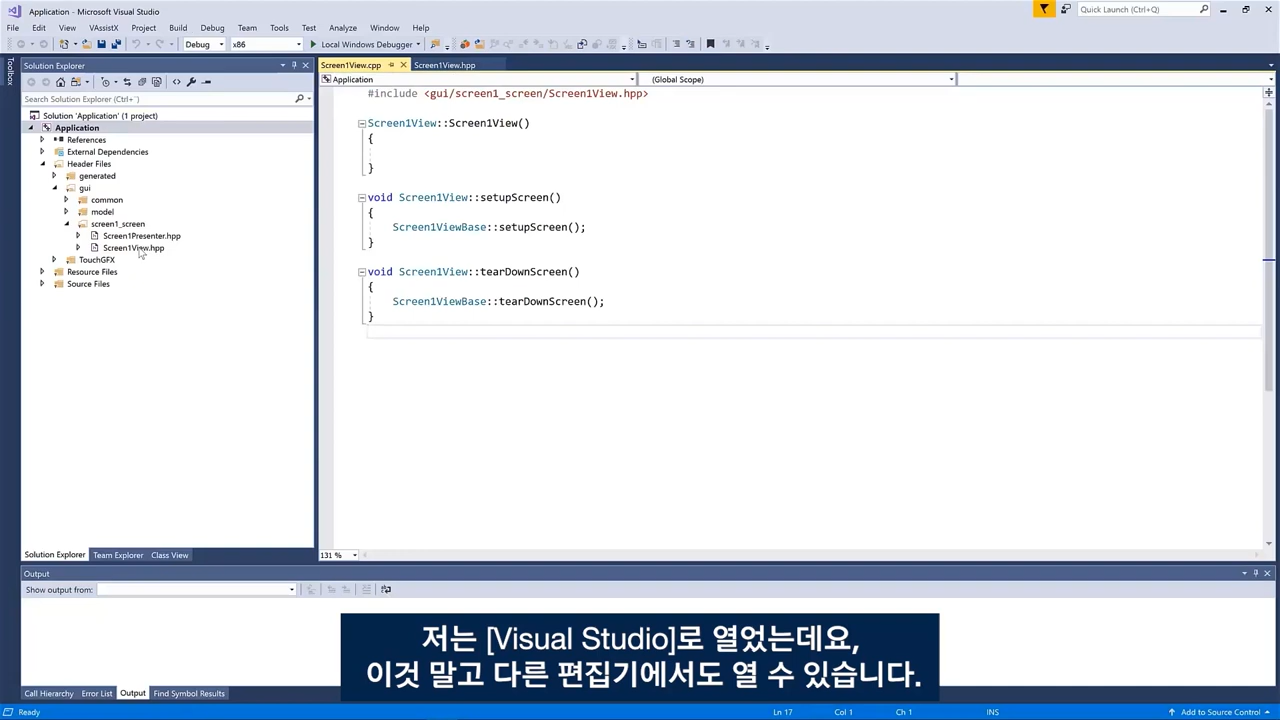 Application - Microsoft Visual Studio
Quick Launch (Ctrl+Q)
File Edit View VAssistX Project Build Debug Team Tools Test Analyze Window Help
Debug x86 Local Windows Debugger
Toolbox
Solution Explorer
Search Solution Explorer (Ctrl+¨)
Solution 'Application' (1 project)
Application
References
External Dependencies
Header Files
generated
gui
common
model
screen1_screen
Screen1Presenter.hpp
Screen1View.hpp
TouchGFX
Resource Files
Source Files
Solution Explorer Team Explorer Class View
Screen1View.cpp Screen1View.hpp
Application (Global Scope)
#include <gui/screen1_screen/Screen1View.hpp>
Screen1View::Screen1View()
{
}
void Screen1View::setupScreen()
{
Screen1ViewBase::setupScreen();
}
void Screen1View::tearDownScreen()
{
Screen1ViewBase::tearDownScreen();
}
131 %
Output
Show output from:
저는 [Visual Studio]로 열었는데요,
이것 말고 다른 편집기에서도 열 수 있습니다.
Call Hierarchy Error List Output Find Symbol Results
Ready Ln 17 Col 1 Ch 1 INS Add to Source Control